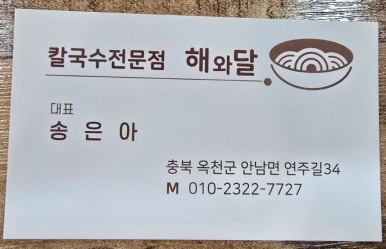 칼국수전문점 해와달
대표
송 은 아
충북 옥천군 안남면 연주길34
M 010-2322-7727